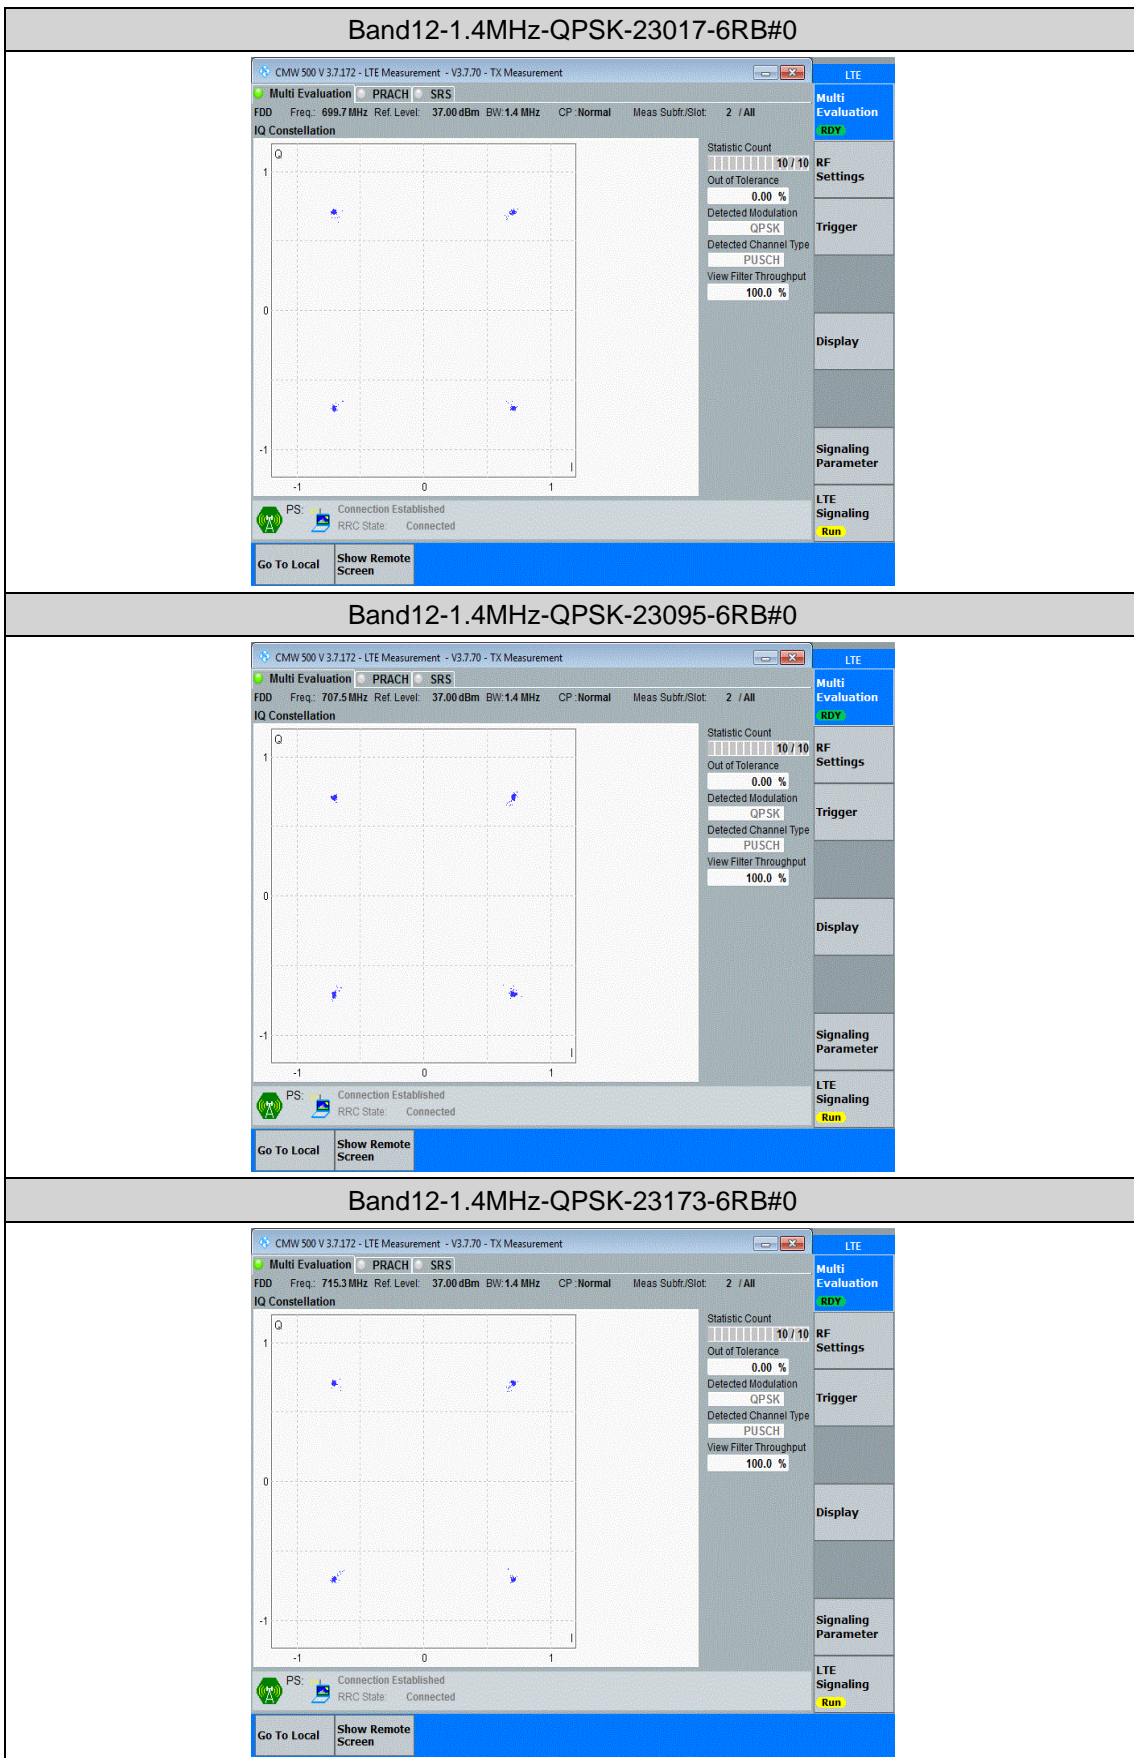 Band12-1.4MHz-QPSK-23017-6RB#0
CMW 500 V 3.7.172 - LTE Measurement - V3.7.70 - TX Measurement
LTE
Multi Evaluation PRACH SRS
Multi
Evaluation
RDY
FDD Freq.: 699.7 MHz Ref. Level: 37.00 dBm BW: 1.4 MHz CP : Normal Meas Subfr./Slot: 2 / All
IQ Constellation
Q
1
0
-1
I
-1 0 1
Statistic Count
10 / 10
Out of Tolerance
0.00 %
Detected Modulation
QPSK
Detected Channel Type
PUSCH
View Filter Throughput
100.0 %
RF
Settings
Trigger
Display
Signaling
Parameter
LTE
Signaling
Run
PS: Connection Established
RRC State: Connected
Go To Local
Show Remote
Screen
Band12-1.4MHz-QPSK-23095-6RB#0
CMW 500 V 3.7.172 - LTE Measurement - V3.7.70 - TX Measurement
LTE
Multi Evaluation PRACH SRS
Multi
Evaluation
RDY
FDD Freq.: 707.5 MHz Ref. Level: 37.00 dBm BW: 1.4 MHz CP : Normal Meas Subfr./Slot: 2 / All
IQ Constellation
Q
1
0
-1
I
-1 0 1
Statistic Count
10 / 10
Out of Tolerance
0.00 %
Detected Modulation
QPSK
Detected Channel Type
PUSCH
View Filter Throughput
100.0 %
RF
Settings
Trigger
Display
Signaling
Parameter
LTE
Signaling
Run
PS: Connection Established
RRC State: Connected
Go To Local
Show Remote
Screen
Band12-1.4MHz-QPSK-23173-6RB#0
CMW 500 V 3.7.172 - LTE Measurement - V3.7.70 - TX Measurement
LTE
Multi Evaluation PRACH SRS
Multi
Evaluation
RDY
FDD Freq.: 715.3 MHz Ref. Level: 37.00 dBm BW: 1.4 MHz CP : Normal Meas Subfr./Slot: 2 / All
IQ Constellation
Q
1
0
-1
I
-1 0 1
Statistic Count
10 / 10
Out of Tolerance
0.00 %
Detected Modulation
QPSK
Detected Channel Type
PUSCH
View Filter Throughput
100.0 %
RF
Settings
Trigger
Display
Signaling
Parameter
LTE
Signaling
Run
PS: Connection Established
RRC State: Connected
Go To Local
Show Remote
Screen